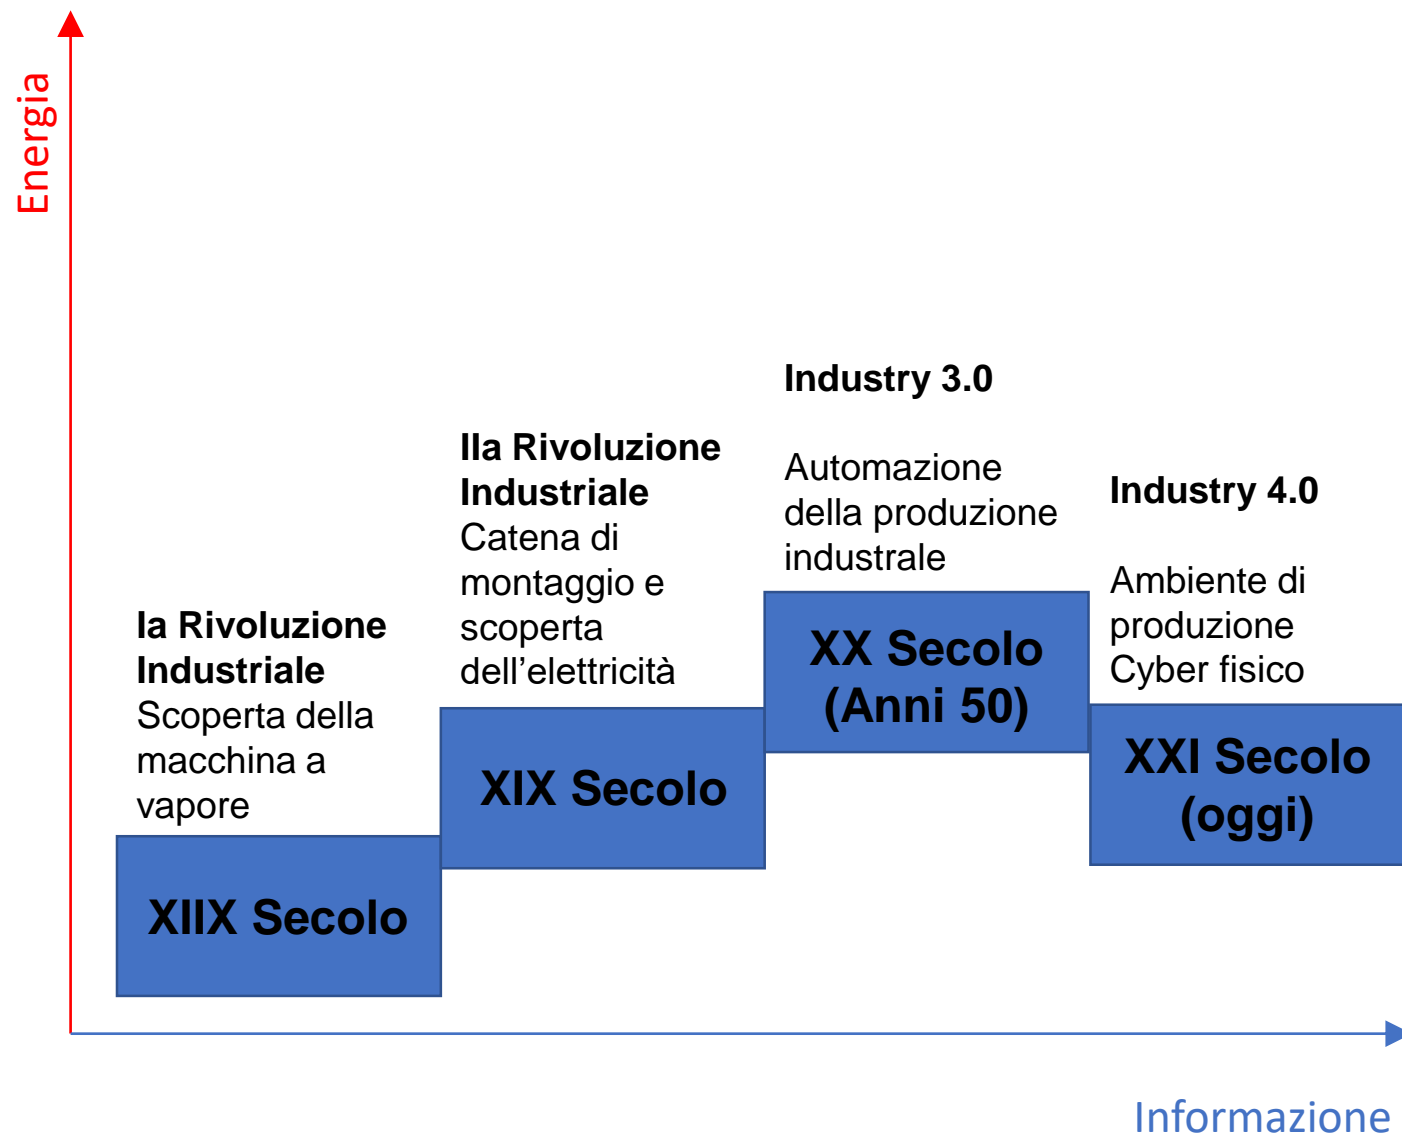 Energia
Ia Rivoluzione
Industriale
Scoperta della
macchina a
vapore
XIIX Secolo
IIa Rivoluzione
Industriale
Catena di
montaggio e
scoperta
dell’elettricità
XIX Secolo
Industry 3.0
Automazione
della produzione
industrale
XX Secolo
(Anni 50)
Industry 4.0
Ambiente di
produzione
Cyber fisico
XXI Secolo
(oggi)
Informazione